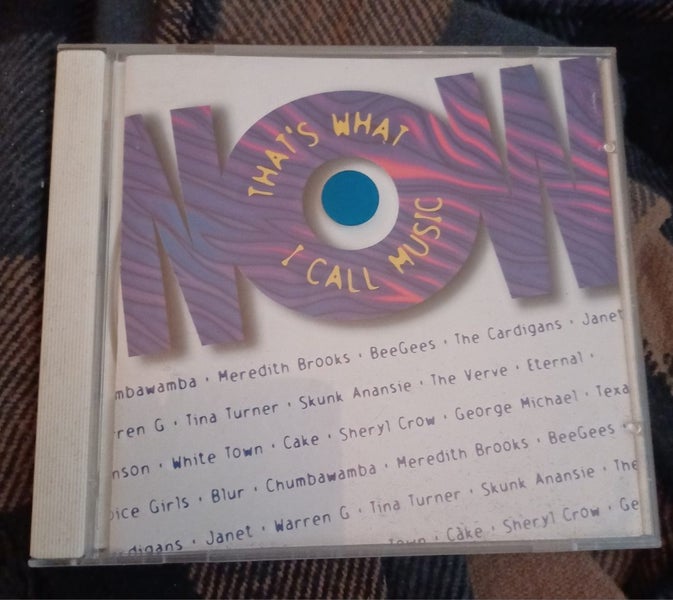 NOW
THAT'S WHAT
I CALL MUSIC
mbawamba · Meredith Brooks · BeeGees · The Cardigans · Janet
rren G · Tina Turner · Skunk Anansie · The Verve · Eternal ·
nson · White Town · Cake · Sheryl Crow · George Michael · Texa
pice Girls · Blur · Chumbawamba · Meredith Brooks · BeeGees ·
rdigans · Janet · Warren G · Tina Turner · Skunk Anansie · The
Town · Cake · Sheryl Crow · Ge